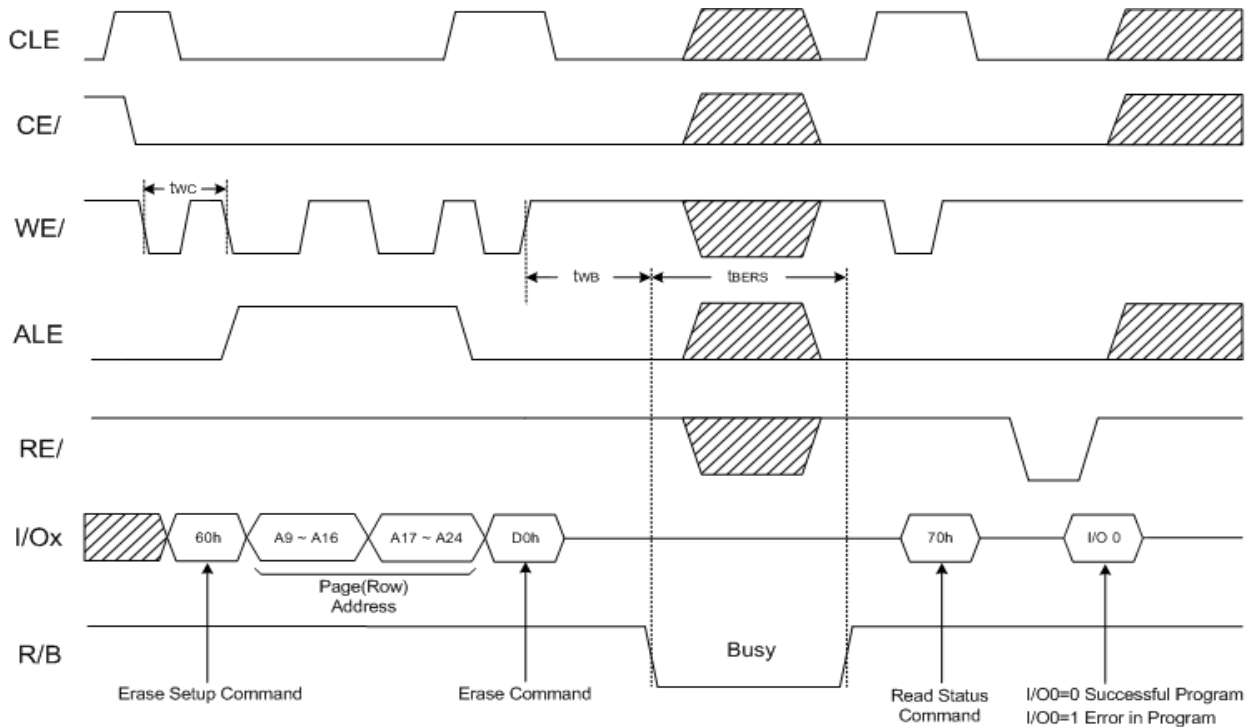 CLE
CE/
tWC
WE/
tWB
tBERS
ALE
RE/
I/Ox
60h
A9 ~ A16
A17 ~ A24
D0h
70h
I/O 0
Page(Row)
Address
R/B
Busy
Erase Setup Command
Erase Command
Read Status
Command
I/O0=0 Successful Program
I/O0=1 Error in Program